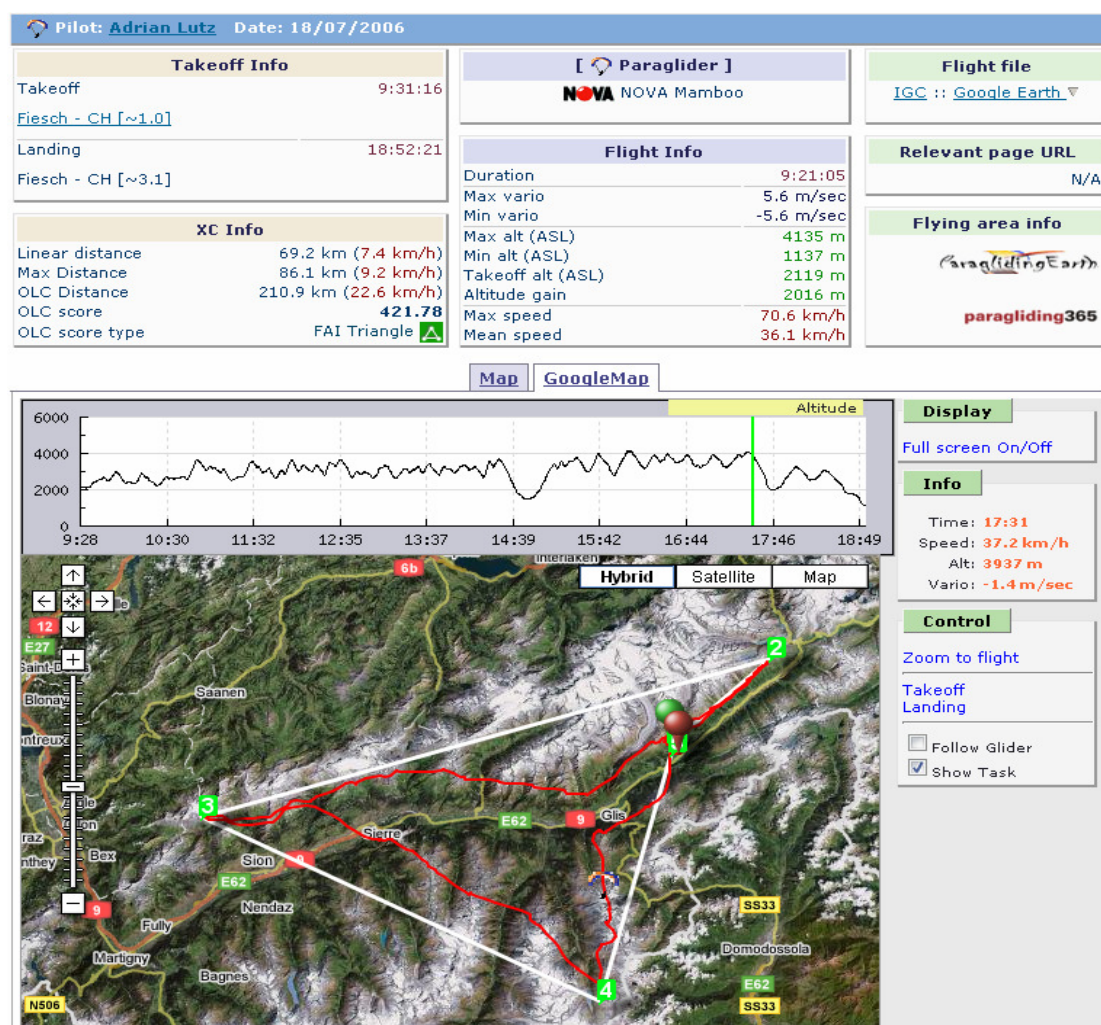 Pilot: Adrian Lutz Date: 18/07/2006
Takeoff Info
Takeoff 9:31:16
Fiesch - CH [~1.0]
Landing 18:52:21
Fiesch - CH [~3.1]
XC Info
Linear distance 69.2 km (7.4 km/h)
Max Distance 86.1 km (9.2 km/h)
OLC Distance 210.9 km (22.6 km/h)
OLC score 421.78
OLC score type FAI Triangle
[ Paraglider ]
NOVA NOVA Mamboo
Flight Info
Duration 9:21:05
Max vario 5.6 m/sec
Min vario -5.6 m/sec
Max alt (ASL) 4135 m
Min alt (ASL) 1137 m
Takeoff alt (ASL) 2119 m
Altitude gain 2016 m
Max speed 70.6 km/h
Mean speed 36.1 km/h
Flight file
IGC :: Google Earth
Relevant page URL
N/A
Flying area info
ParaglidingEarth
paragliding365
Map GoogleMap
Altitude
6000
4000
2000
0
9:28 10:30 11:32 12:35 13:37 14:39 15:42 16:44 17:46 18:49
Display
Full screen On/Off
Info
Time: 17:31
Speed: 37.2 km/h
Alt: 3937 m
Vario: -1.4 m/sec
Control
Zoom to flight
Takeoff
Landing
Follow Glider
Show Task
Interlaken
6b
Hybrid Satellite Map
12
E27
2
Saanen
3
E62 9 Glis
Sierre
Bex
Sion 9
E62
Nendaz
9
Fully
SS33
Martigny
Domodossola
Bagnes
4
E62
N506
SS33